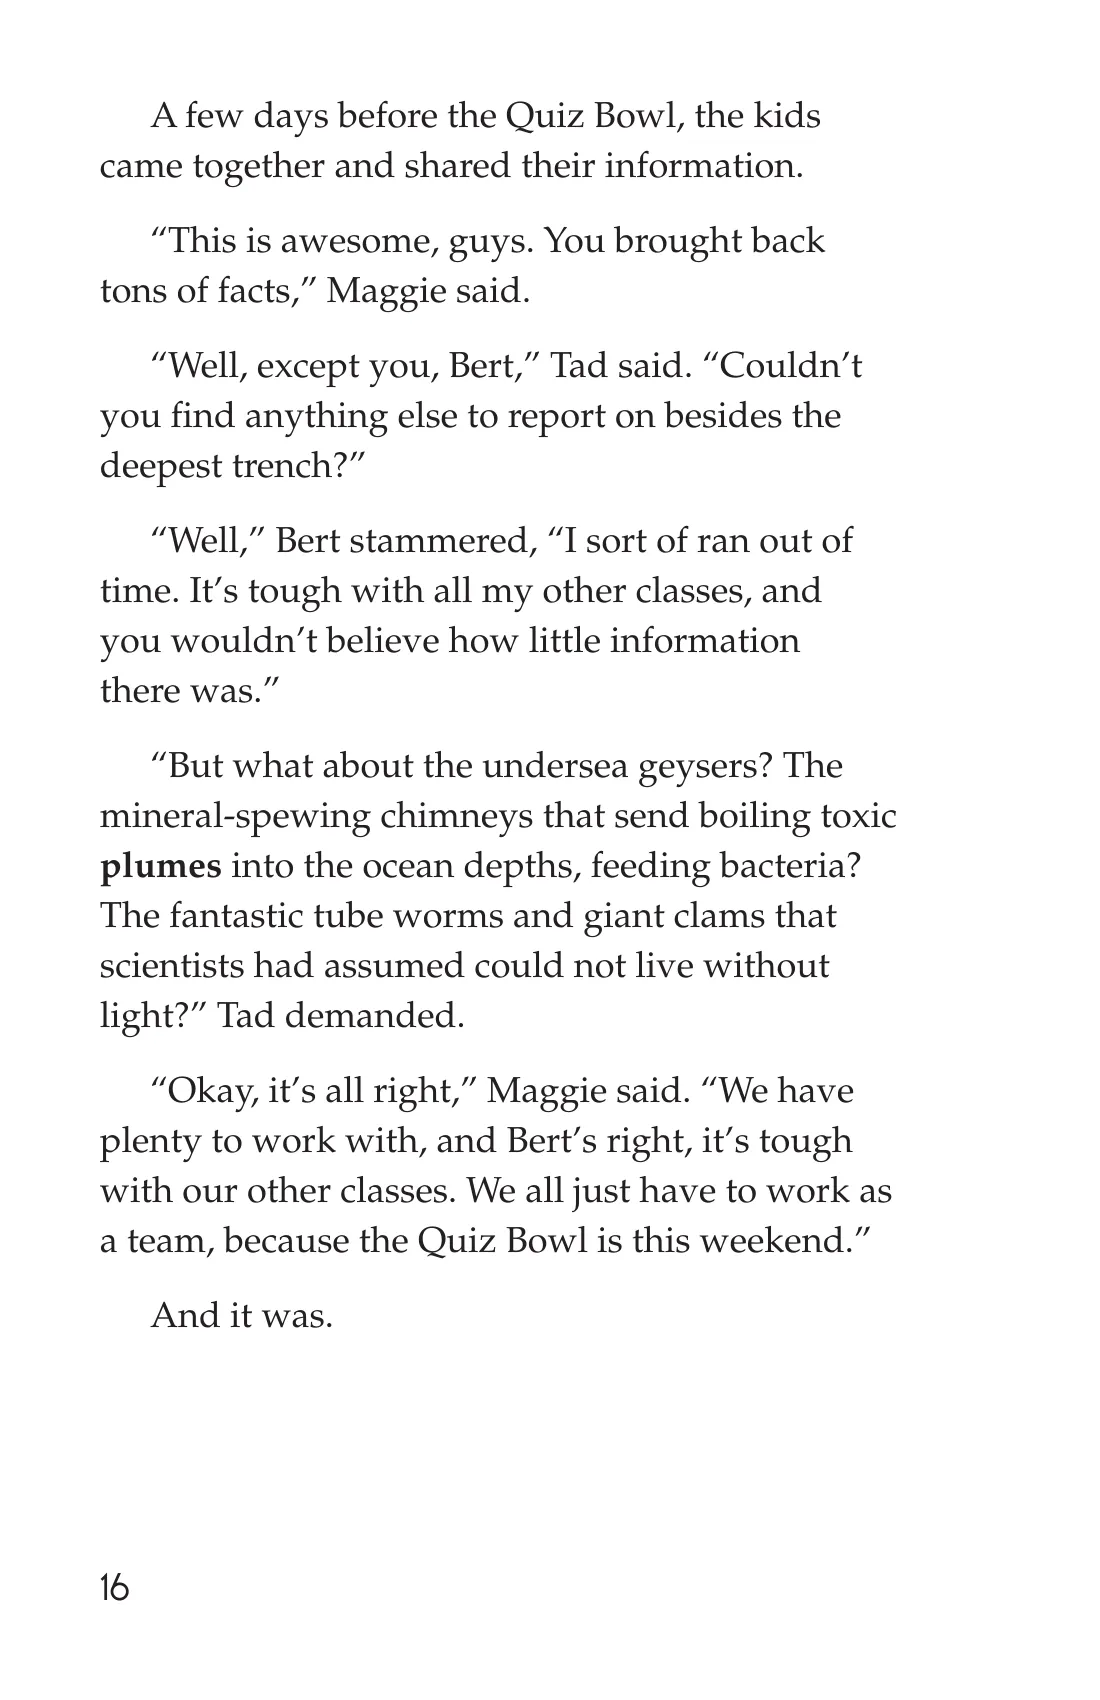 A few days before the Quiz Bowl, the kids
came together and shared their information.
“This is awesome, guys. You brought back
tons of facts,” Maggie said.
“Well, except you, Bert,” Tad said. “Couldn’t
you find anything else to report on besides the
deepest trench?”
“Well,” Bert stammered, “I sort of ran out of
time. It’s tough with all my other classes, and
you wouldn’t believe how little information
there was.”
“But what about the undersea geysers? The
mineral-spewing chimneys that send boiling toxic
plumes into the ocean depths, feeding bacteria?
The fantastic tube worms and giant clams that
scientists had assumed could not live without
light?” Tad demanded.
“Okay, it’s all right,” Maggie said. “We have
plenty to work with, and Bert’s right, it’s tough
with our other classes. We all just have to work as
a team, because the Quiz Bowl is this weekend.”
And it was.
16